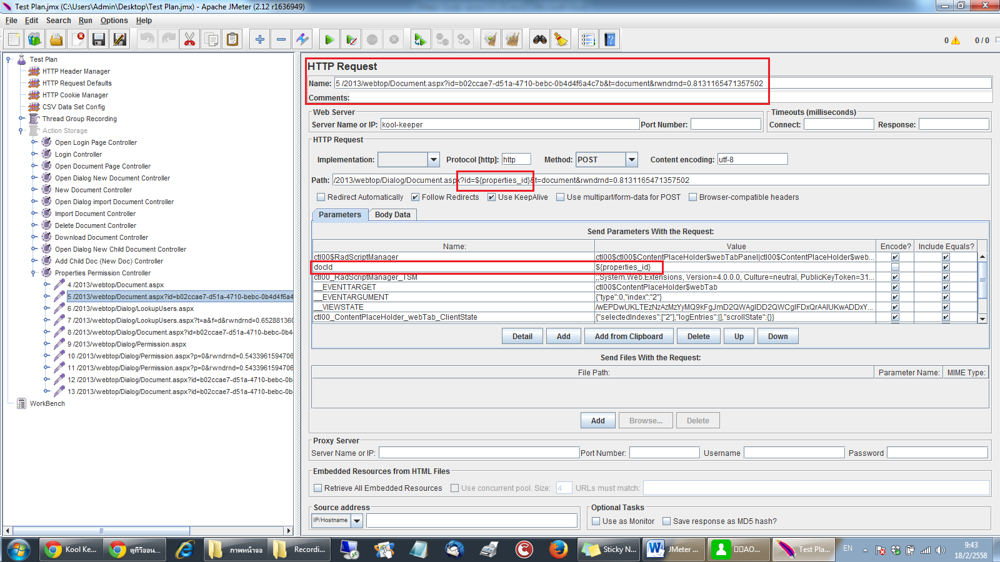 Test Plan.jmx (C:\Users\Admin\Desktop\Test Plan.jmx) - Apache JMeter (2.12 r1636949)
File Edit Search Run Options Help
0 0 / 0
Test Plan
HTTP Header Manager
HTTP Request Defaults
HTTP Cookie Manager
CSV Data Set Config
Thread Group Recording
Action Storage
Open Login Page Controller
Login Controller
Open Document Page Controller
Open Dialog New Document Controller
New Document Controller
Open Dialog import Document Controller
Import Document Controller
Delete Document Controller
Download Document Controller
Open Dialog New Child Document Controller
Add Child Doc (New Doc) Controller
Properties Permission Controller
4 /2013/webtop/Document.aspx
5 /2013/webtop/Document.aspx?id=b02ccae7-d51a-4710-bebc-0b4d4f6a4
6 /2013/webtop/Dialog/LookupUsers.aspx
7 /2013/webtop/Dialog/LookupUsers.aspx?t=a&f=d&rwndrnd=0.652881360
8 /2013/webtop/Dialog/Document.aspx?id=b02ccae7-d51a-4710-bebc-0b4
9 /2013/webtop/Dialog/Permission.aspx
10 /2013/webtop/Dialog/Permission.aspx?p=0&rwndrnd=0.5433961594706
11 /2013/webtop/Dialog/Permission.aspx?p=0&rwndrnd=0.5433961594706
12 /2013/webtop/Dialog/Document.aspx?id=b02ccae7-d51a-4710-bebc-0b
13 /2013/webtop/Dialog/Document.aspx?id=b02ccae7-d51a-4710-bebc-0b
WorkBench
HTTP Request
Name: 5 /2013/webtop/Document.aspx?id=b02ccae7-d51a-4710-bebc-0b4d4f6a4c7b&t=document&rwndrnd=0.8131165471357502
Comments:
Web Server
Server Name or IP: kool-keeper Port Number:
Timeouts (milliseconds)
Connect: Response:
HTTP Request
Implementation: Protocol [http]: http Method: POST Content encoding: utf-8
Path: /2013/webtop/Dialog/Document.aspx?id=${properties_id}&t=document&rwndrnd=0.8131165471357502
Redirect Automatically Follow Redirects Use KeepAlive Use multipart/form-data for POST Browser-compatible headers
Parameters Body Data
Send Parameters With the Request:
Name: Value Encode? Include Equals?
ctl00$RadScriptManager ctl00$ctl00$ContentPlaceHolder$webTabPanel|ctl00$ContentPlaceHolder$web...
docId ${properties_id}
ctl00_RadScriptManager_TSM ;;System.Web.Extensions, Version=4.0.0.0, Culture=neutral, PublicKeyToken=31...
__EVENTTARGET ctl00$ContentPlaceHolder$webTab
__EVENTARGUMENT {"type":0,"index":"2"}
__VIEWSTATE /wEPDwUKLTEzNzAzMzYyMQ9kFgJmD2QWAgIDD2QWCgIFDxQrAAIUKwADDxY...
ctl00_ContentPlaceHolder_webTab_ClientState {"selectedIndexes":["2"],"logEntries":[],"scrollState":{}}
Detail Add Add from Clipboard Delete Up Down
Send Files With the Request:
File Path: Parameter Name: MIME Type:
Add Browse... Delete
Proxy Server
Server Name or IP: Port Number: Username Password
Embedded Resources from HTML Files
Retrieve All Embedded Resources Use concurrent pool. Size: 4 URLs must match:
Source address
IP/Hostname
Optional Tasks
Use as Monitor Save response as MD5 hash?
Kool Ke... ดูทีวีออน... ภาพหน้าจอ Recordi... Sticky N... JMeter ... AO... Test Pla... EN
9:43
18/2/2558